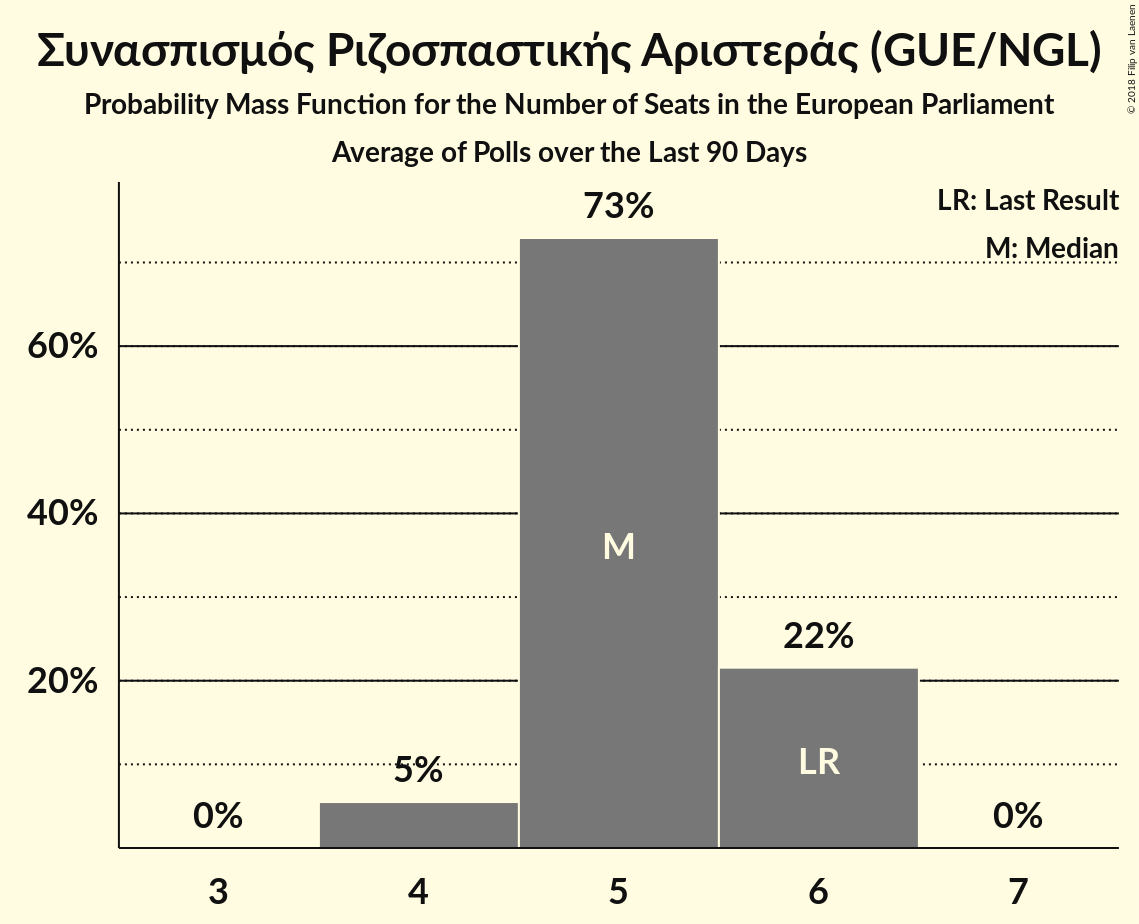 Συνασπισμός Ριζοσπαστικής Αριστεράς (GUE/NGL)
Probability Mass Function for the Number of Seats in the European Parliament
Average of Polls over the Last 90 Days
© 2018 Filip van Laenen
LR: Last Result
M: Median
73%
60%
40%
M
22%
20%
LR
5%
0%
0%
3 4 5 6 7